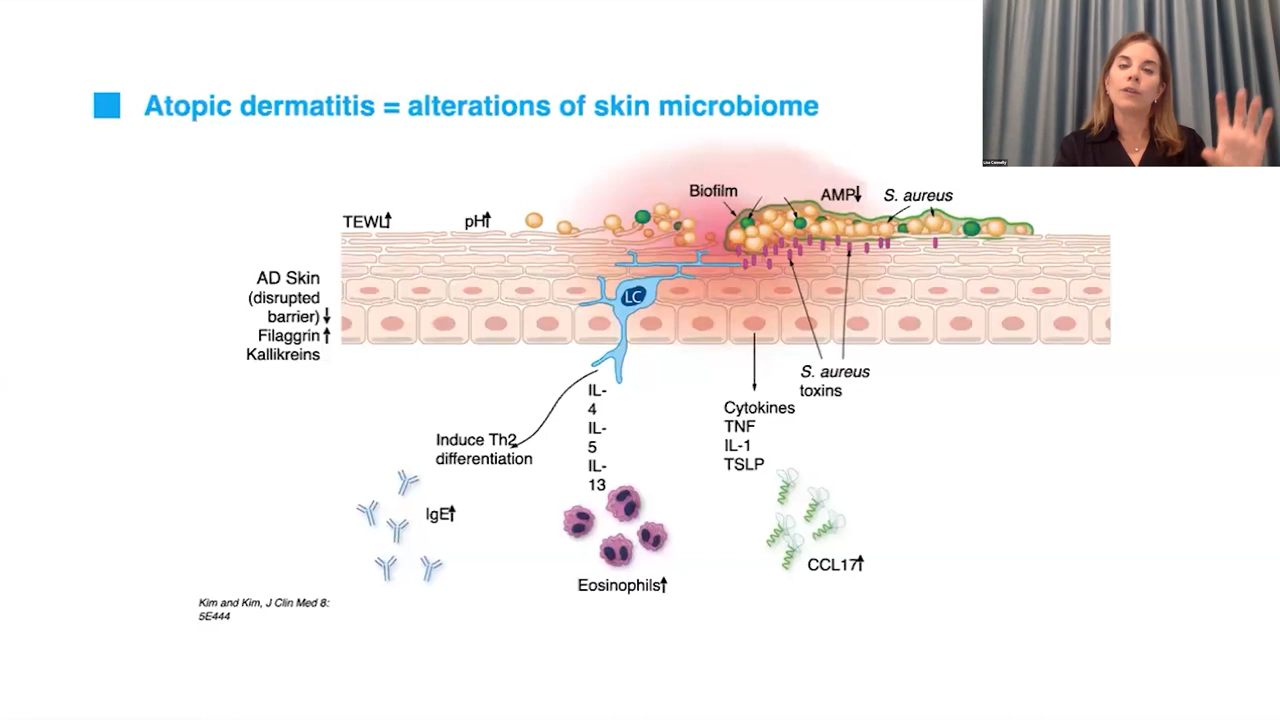 Atopic dermatitis = alterations of skin microbiome
Lisa Connelly
Biofilm
AMP↓
S. aureus
TEWL↑
pH↑
AD Skin
(disrupted
barrier)↓
Filaggrin↑
Kallikreins
LC
S. aureus
toxins
IL-
4
IL-
5
IL-
13
Cytokines
TNF
IL-1
TSLP
Induce Th2
differentiation
IgE↑
CCL17↑
Eosinophils↑
Kim and Kim, J Clin Med 8:
5E444